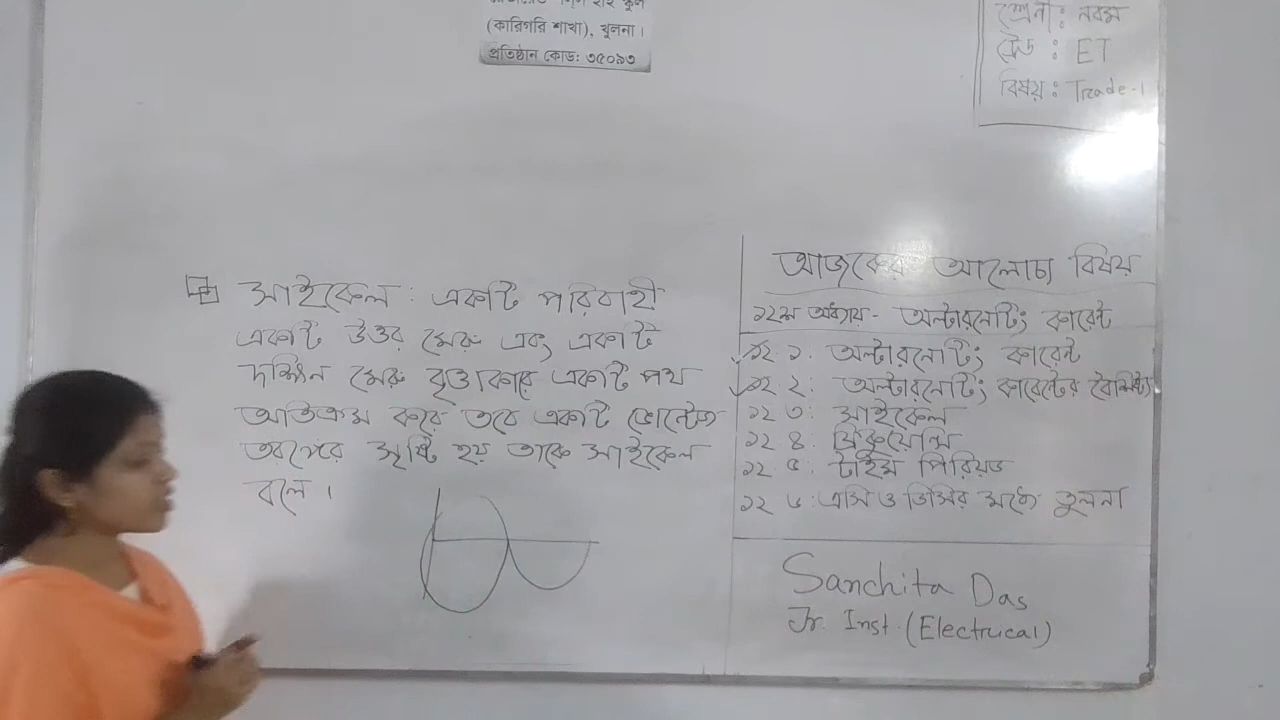 (কারিগরি শাখা), খুলনা।
প্রতিষ্ঠান কোড: ৩৫০৯৩
শ্রেণী: নবম
ট্রেড: ET
বিষয়: Trade-1
সাইকেল: একটি পরিবাহী
একটি উত্তর মেরু এবং একটি
দক্ষিন মেরু বৃত্তাকারে একটি পথ
অতিক্রম করে তবে একটি ভোল্টেজ
তরঙ্গের সৃষ্টি হয় তাকে সাইকেল
বলে।
আজকের আলোচ্য বিষয়
১২শ অধ্যায়- অল্টারনেটিং কারেন্ট
১২.১: অল্টারনেটিং কারেন্ট
১২.২: অল্টারনেটিং কারেন্টের বৈশিষ্ট্য
১২.৩: সাইকেল
১২.৪: ফ্রিকুয়েন্সি
১২.৫: টাইম পিরিয়ড
১২.৬: এসি ও ডিসির মধ্যে তুলনা
Sanchita Das
Jr. Inst. (Electrical)